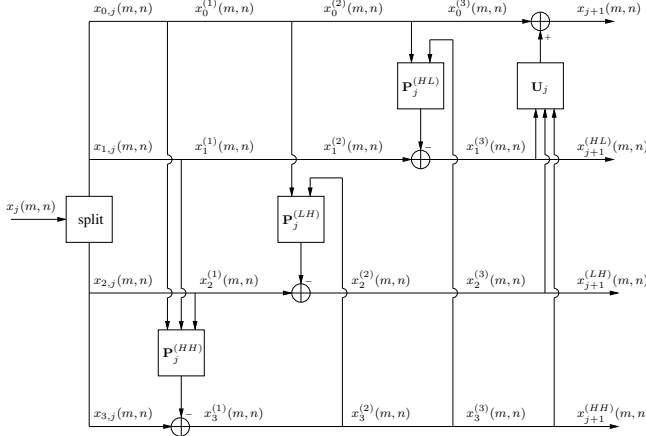 x_{0,j}(m,n) x_0^{(1)}(m,n) x_0^{(2)}(m,n) x_0^{(3)}(m,n) x_{j+1}(m,n)
+
P_j^{(HL)} U_j
x_{1,j}(m,n) x_1^{(1)}(m,n) x_1^{(2)}(m,n) − x_1^{(3)}(m,n) x_{j+1}^{(HL)}(m,n)
x_j(m,n) split P_j^{(LH)}
x_{2,j}(m,n) x_2^{(1)}(m,n) − x_2^{(2)}(m,n) x_2^{(3)}(m,n) x_{j+1}^{(LH)}(m,n)
P_j^{(HH)}
x_{3,j}(m,n) − x_3^{(1)}(m,n) x_3^{(2)}(m,n) x_3^{(3)}(m,n) x_{j+1}^{(HH)}(m,n)